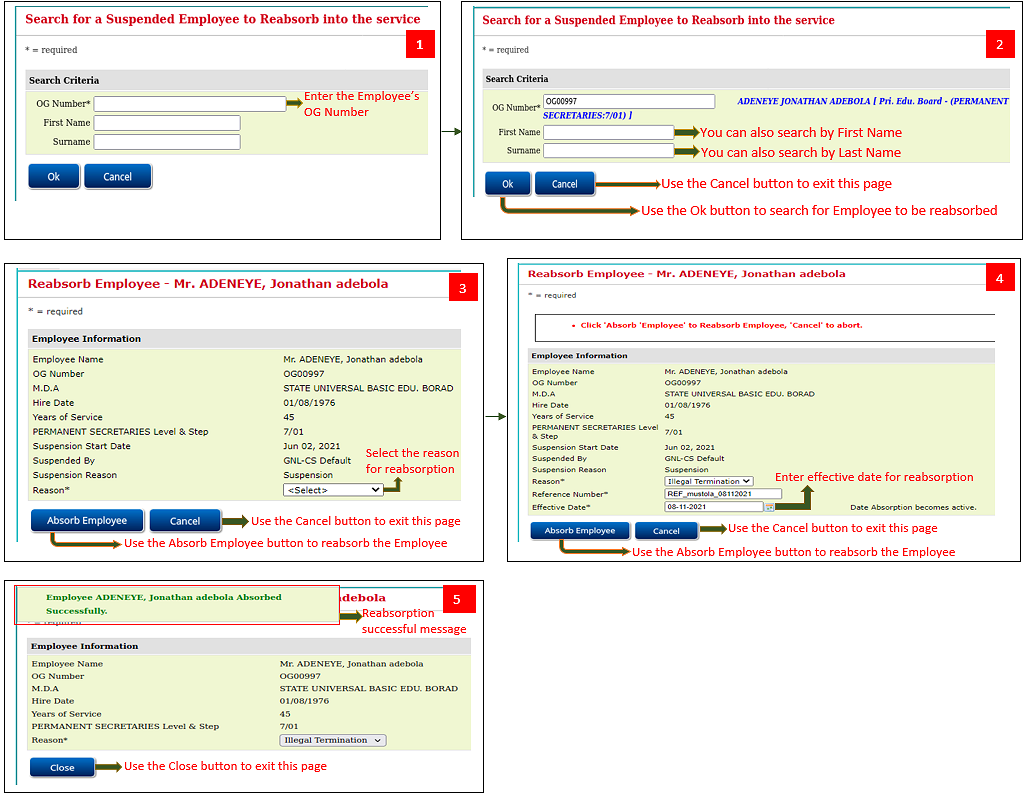 Search for a Suspended Employee to Reabsorb into the service
1
* = required
Search Criteria
OG Number*
Enter the Employee's
OG Number
First Name
Surname
Ok Cancel
Search for a Suspended Employee to Reabsorb into the service
2
* = required
Search Criteria
OG Number* OG00997 ADENEYE JONATHAN ADEBOLA [ Pri. Edu. Board - (PERMANENT
SECRETARIES:7/01) ]
First Name You can also search by First Name
Surname You can also search by Last Name
Ok Cancel Use the Cancel button to exit this page
Use the Ok button to search for Employee to be reabsorbed
Reabsorb Employee - Mr. ADENEYE, Jonathan adebola
3
* = required
Employee Information
Employee Name Mr. ADENEYE, Jonathan adebola
OG Number OG00997
M.D.A STATE UNIVERSAL BASIC EDU. BORAD
Hire Date 01/08/1976
Years of Service 45
PERMANENT SECRETARIES Level & Step 7/01
Suspension Start Date Jun 02, 2021
Suspended By GNL-CS Default
Suspension Reason Suspension
Reason* <Select>
Select the reason
for reabsorption
Absorb Employee Cancel Use the Cancel button to exit this page
Use the Absorb Employee button to reabsorb the Employee
Reabsorb Employee - Mr. ADENEYE, Jonathan adebola
4
* = required
• Click 'Absorb 'Employee' to Reabsorb Employee, 'Cancel' to abort.
Employee Information
Employee Name Mr. ADENEYE, Jonathan adebola
OG Number OG00997
M.D.A STATE UNIVERSAL BASIC EDU. BORAD
Hire Date 01/08/1976
Years of Service 45
PERMANENT SECRETARIES Level
& Step 7/01
Suspension Start Date Jun 02, 2021
Suspended By GNL-CS Default
Suspension Reason Suspension
Reason* Illegal Termination
Enter effective date for reabsorption
Reference Number* REF_mustola_08112021
Effective Date* 08-11-2021 Date Absorption becomes active.
Absorb Employee Cancel Use the Cancel button to exit this page
Use the Absorb Employee button to reabsorb the Employee
Employee ADENEYE, Jonathan adebola Absorbed
Successfully.
debola
5
* = required
Reabsorption
successful message
Employee Information
Employee Name Mr. ADENEYE, Jonathan adebola
OG Number OG00997
M.D.A STATE UNIVERSAL BASIC EDU. BORAD
Hire Date 01/08/1976
Years of Service 45
PERMANENT SECRETARIES Level & Step 7/01
Reason* Illegal Termination
Close Use the Close button to exit this page